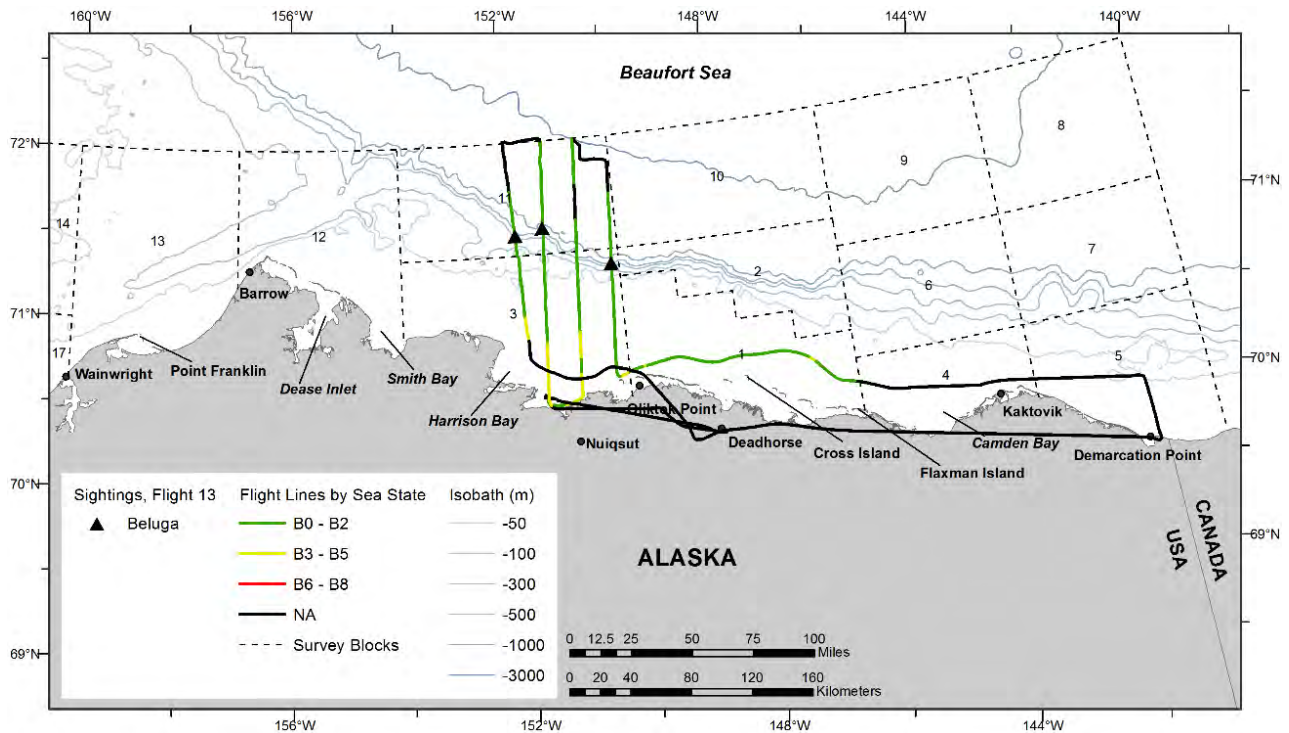 160°W 156°W 152°W 148°W 144°W 140°W
Beaufort Sea
72°N
71°N
70°N
69°N
71°N
70°N
69°N
8
9
10
14
13
12
11
7
2
6
3
1
5
4
17
Barrow
Wainwright
Point Franklin
Dease Inlet
Smith Bay
Harrison Bay
Oliktok Point
Nuiqsut
Deadhorse
Cross Island
Flaxman Island
Camden Bay
Kaktovik
Demarcation Point
ALASKA
USA
CANADA
Sightings, Flight 13
Beluga
Flight Lines by Sea State
B0 - B2
B3 - B5
B6 - B8
NA
Survey Blocks
Isobath (m)
-50
-100
-300
-500
-1000
-3000
0 12.5 25 50 75 100
Miles
0 20 40 80 120 160
Kilometers
156°W 152°W 148°W 144°W